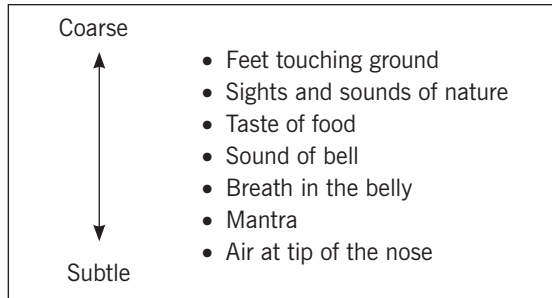 Coarse
• Feet touching ground
• Sights and sounds of nature
• Taste of food
• Sound of bell
• Breath in the belly
• Mantra
• Air at tip of the nose
Subtle